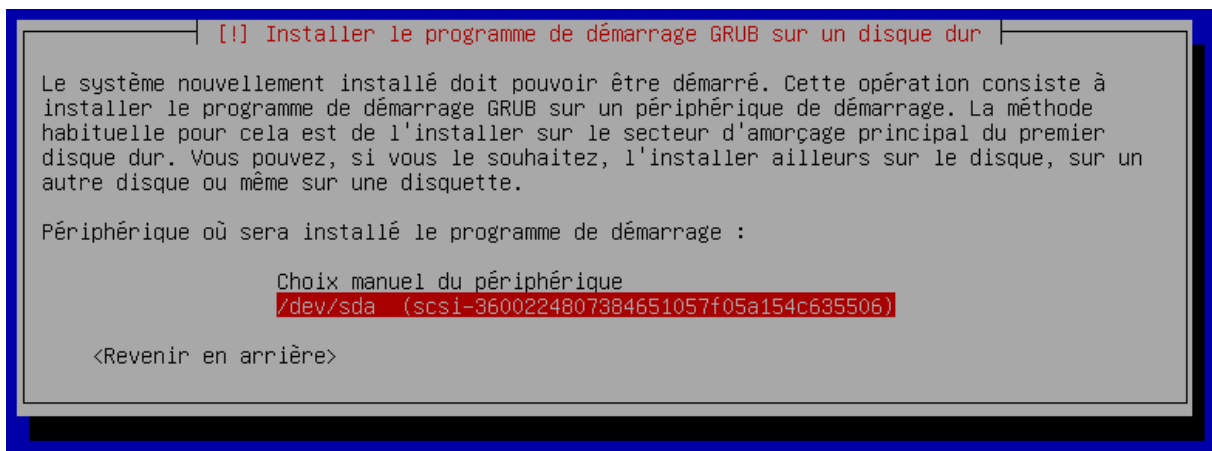 [!] Installer le programme de démarrage GRUB sur un disque dur
Le système nouvellement installé doit pouvoir être démarré. Cette opération consiste à
installer le programme de démarrage GRUB sur un périphérique de démarrage. La méthode
habituelle pour cela est de l'installer sur le secteur d'amorçage principal du premier
disque dur. Vous pouvez, si vous le souhaitez, l'installer ailleurs sur le disque, sur un
autre disque ou même sur une disquette.
Périphérique où sera installé le programme de démarrage :
Choix manuel du périphérique
/dev/sda (scsi-3600224807384651057f05a154c635506)
<Revenir en arrière>